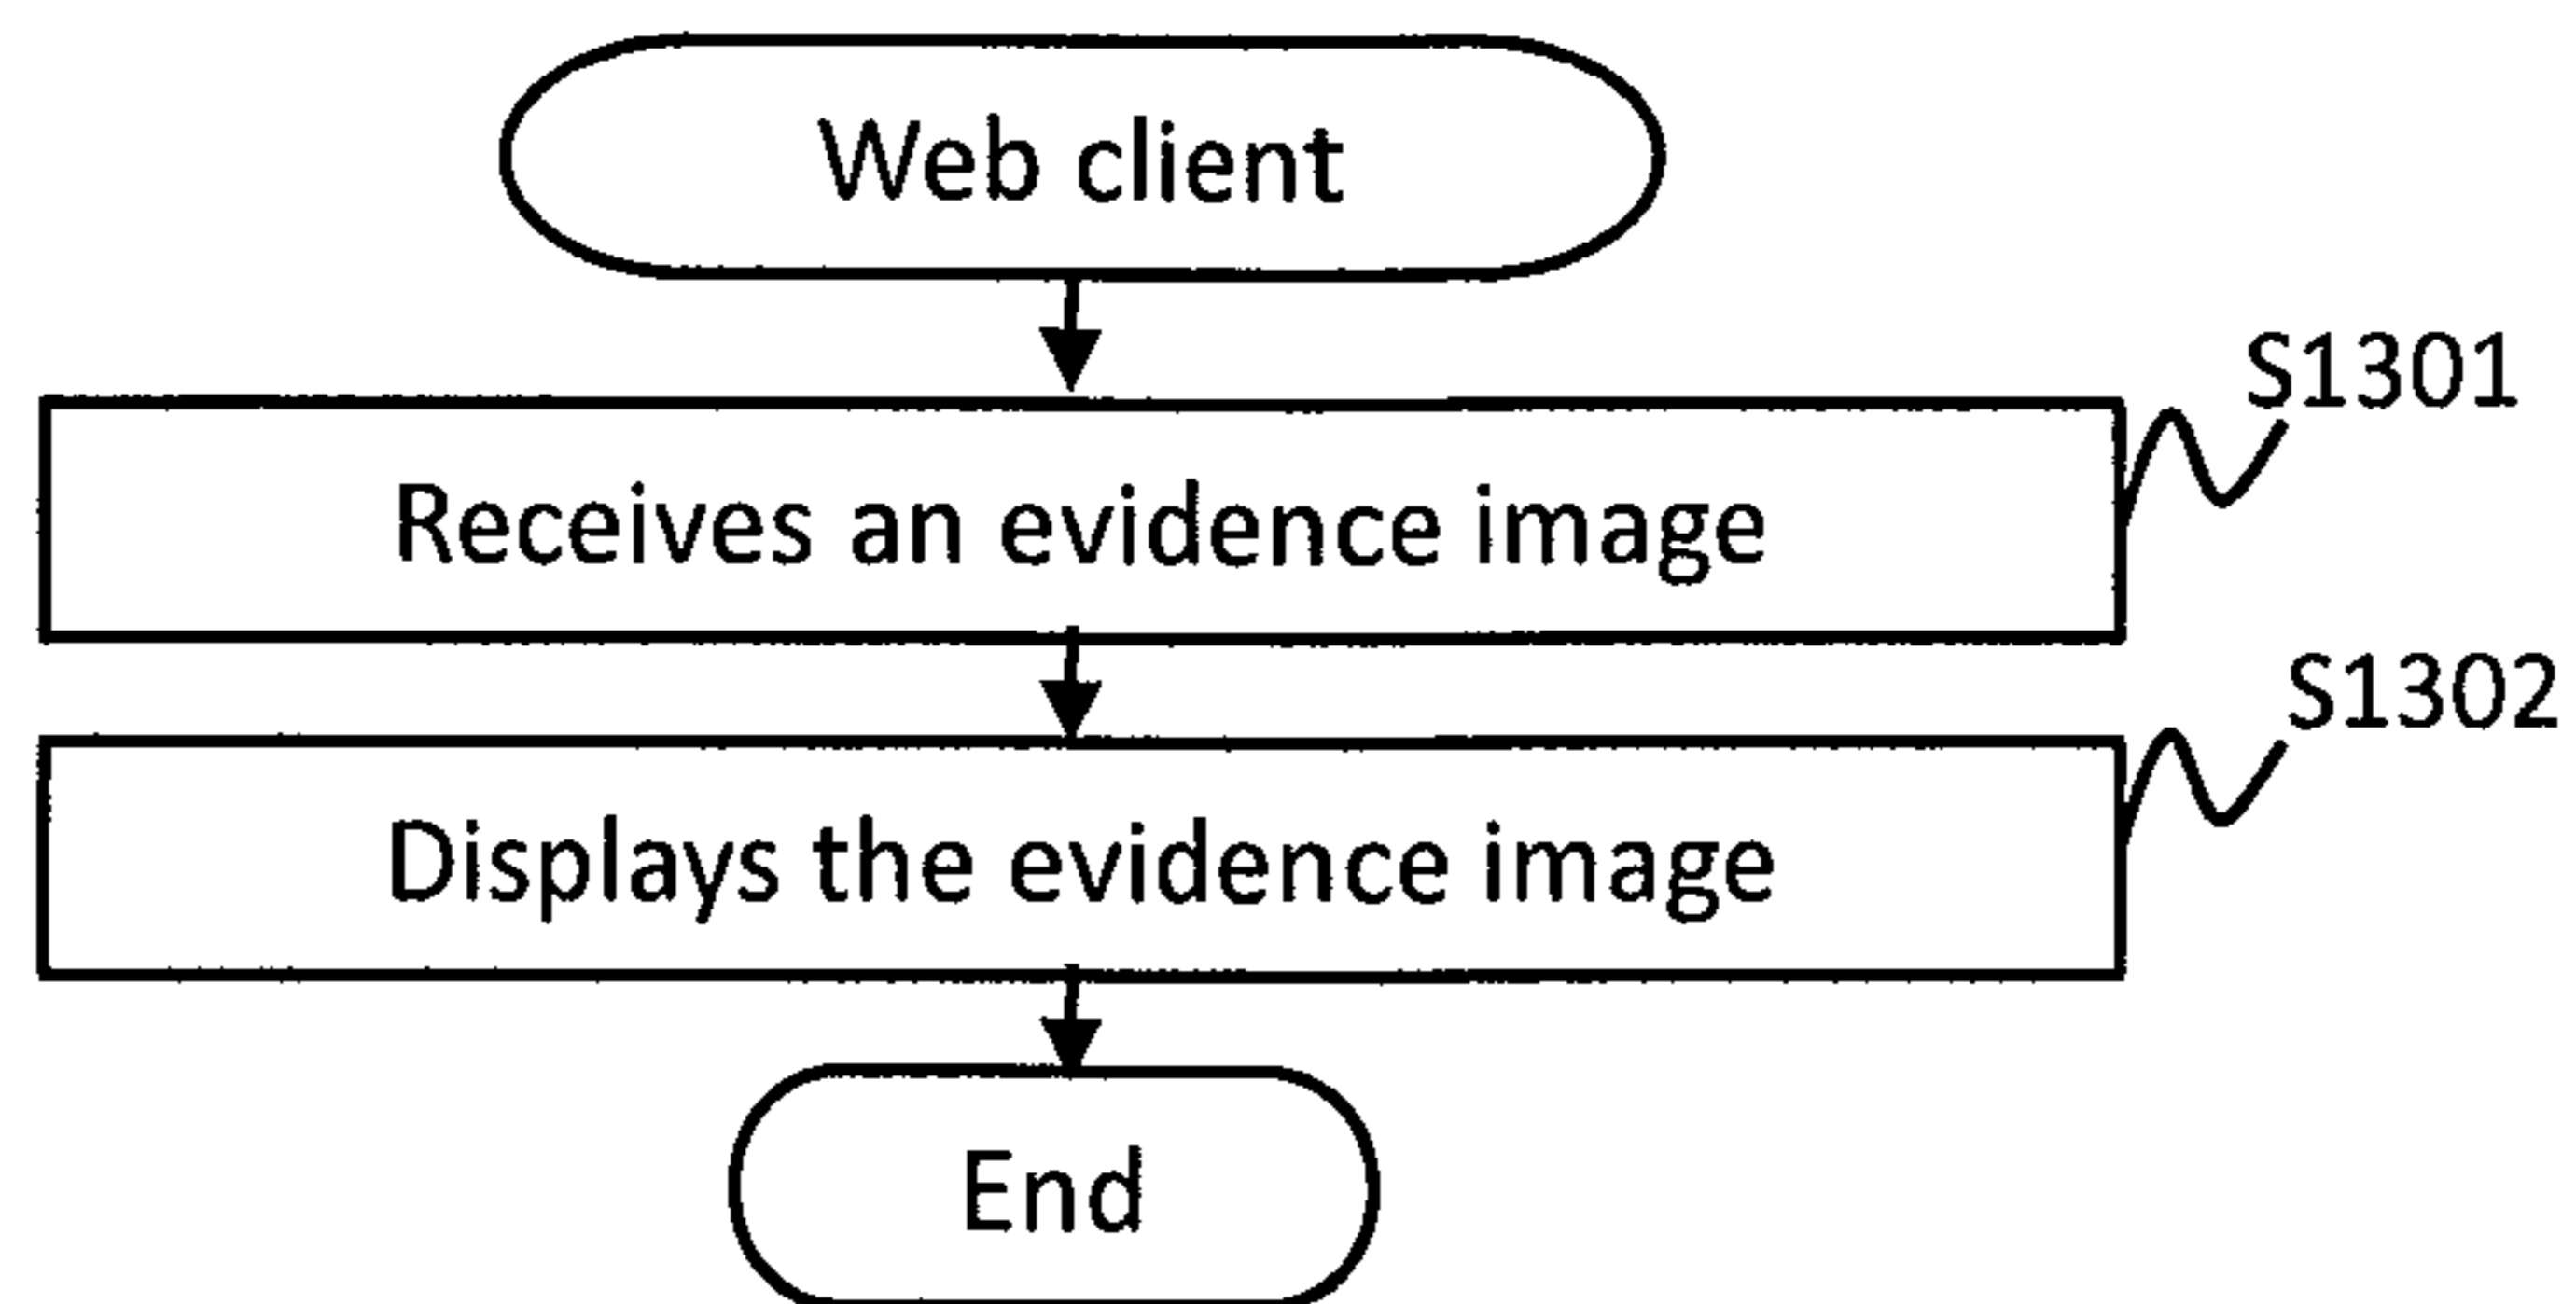 Web client
S1301
Receives an evidence image
S1302
Displays the evidence image
End